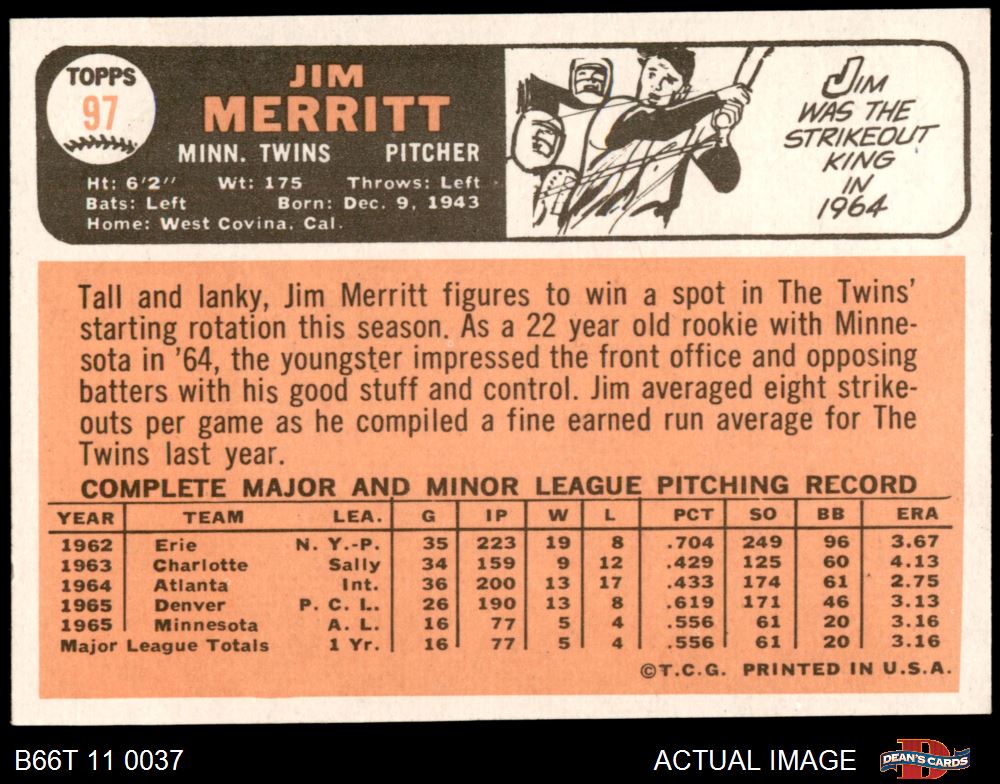 TOPPS
97
JIM
MERRITT
MINN. TWINS PITCHER
Ht: 6'2" Wt: 175 Throws: Left
Bats: Left Born: Dec. 9, 1943
Home: West Covina, Cal.
JIM
WAS THE
STRIKEOUT
KING
IN
1964
Tall and lanky, Jim Merritt figures to win a spot in The Twins'
starting rotation this season. As a 22 year old rookie with Minne-
sota in '64, the youngster impressed the front office and opposing
batters with his good stuff and control. Jim averaged eight strike-
outs per game as he compiled a fine earned run average for The
Twins last year.
COMPLETE MAJOR AND MINOR LEAGUE PITCHING RECORD
YEAR TEAM LEA. G IP W L PCT SO BB ERA
1962 Erie N. Y.-P. 35 223 19 8 .704 249 96 3.67
1963 Charlotte Sally 34 159 9 12 .429 125 60 4.13
1964 Atlanta Int. 36 200 13 17 .433 174 61 2.75
1965 Denver P. C. L. 26 190 13 8 .619 171 46 3.13
1965 Minnesota A. L. 16 77 5 4 .556 61 20 3.16
Major League Totals 1 Yr. 16 77 5 4 .556 61 20 3.16
©T.C.G. PRINTED IN U.S.A.
B66T 11 0037 ACTUAL IMAGE DEAN'S CARDS